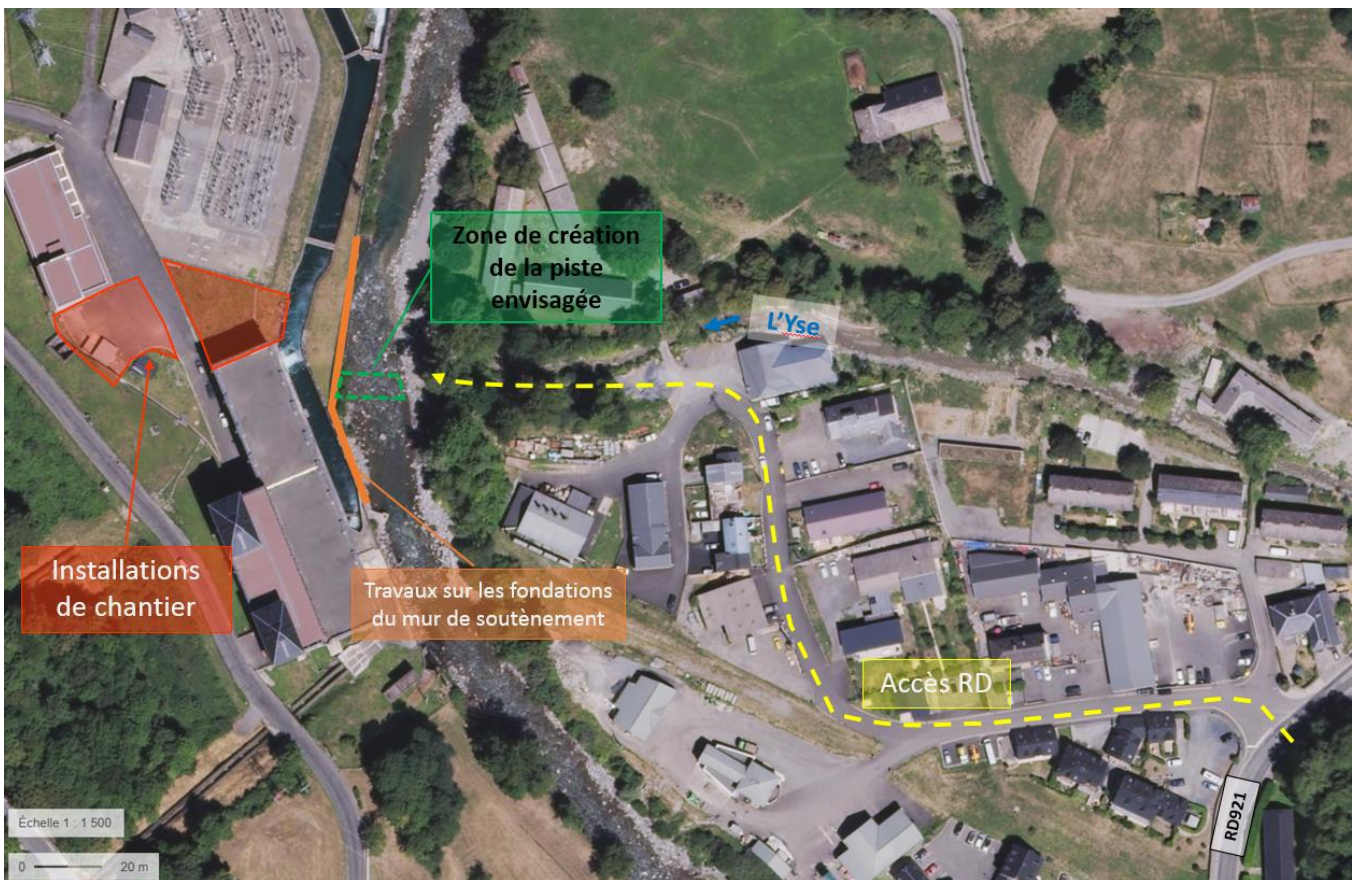 Zone de création
de la piste
envisagée
L'Yse
Installations
de chantier
Travaux sur les fondations
du mur de soutènement
Accès RD
RD921
Échelle 1 : 1 500
0 20 m